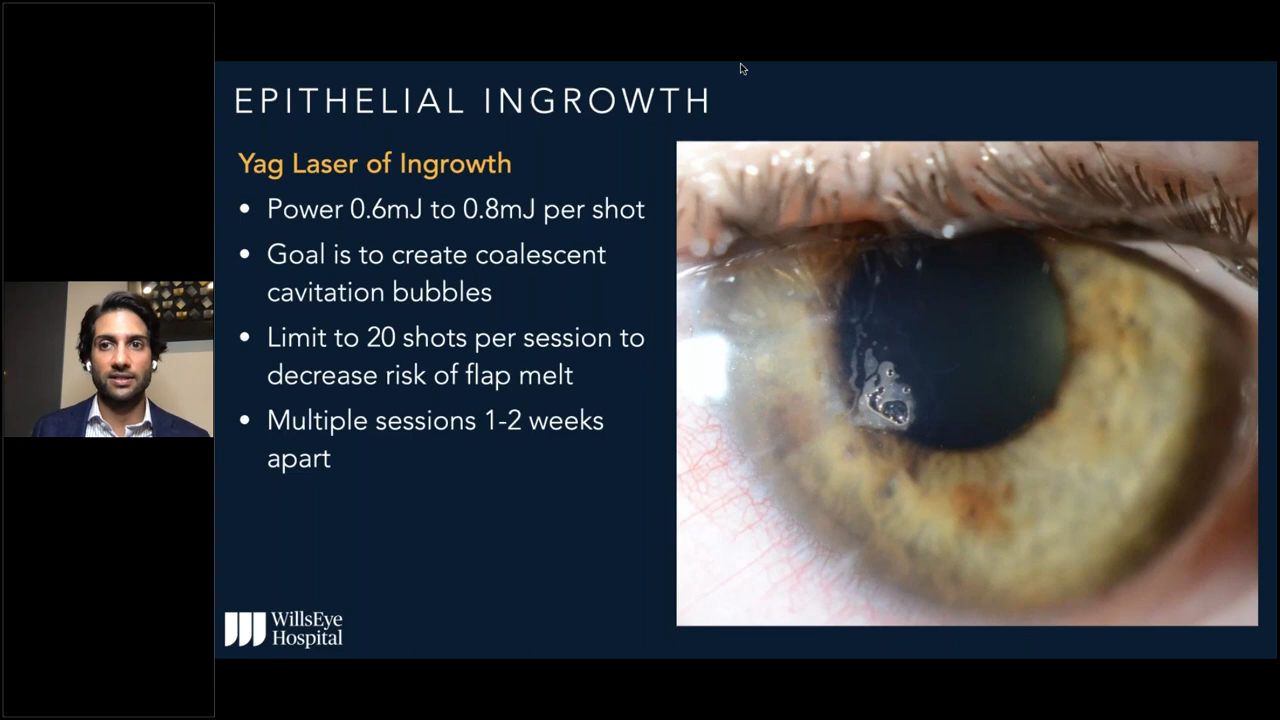 EPITHELIAL INGROWTH
Yag Laser of Ingrowth
• Power 0.6mJ to 0.8mJ per shot
• Goal is to create coalescent
cavitation bubbles
• Limit to 20 shots per session to
decrease risk of flap melt
• Multiple sessions 1-2 weeks
apart
WillsEye
Hospital